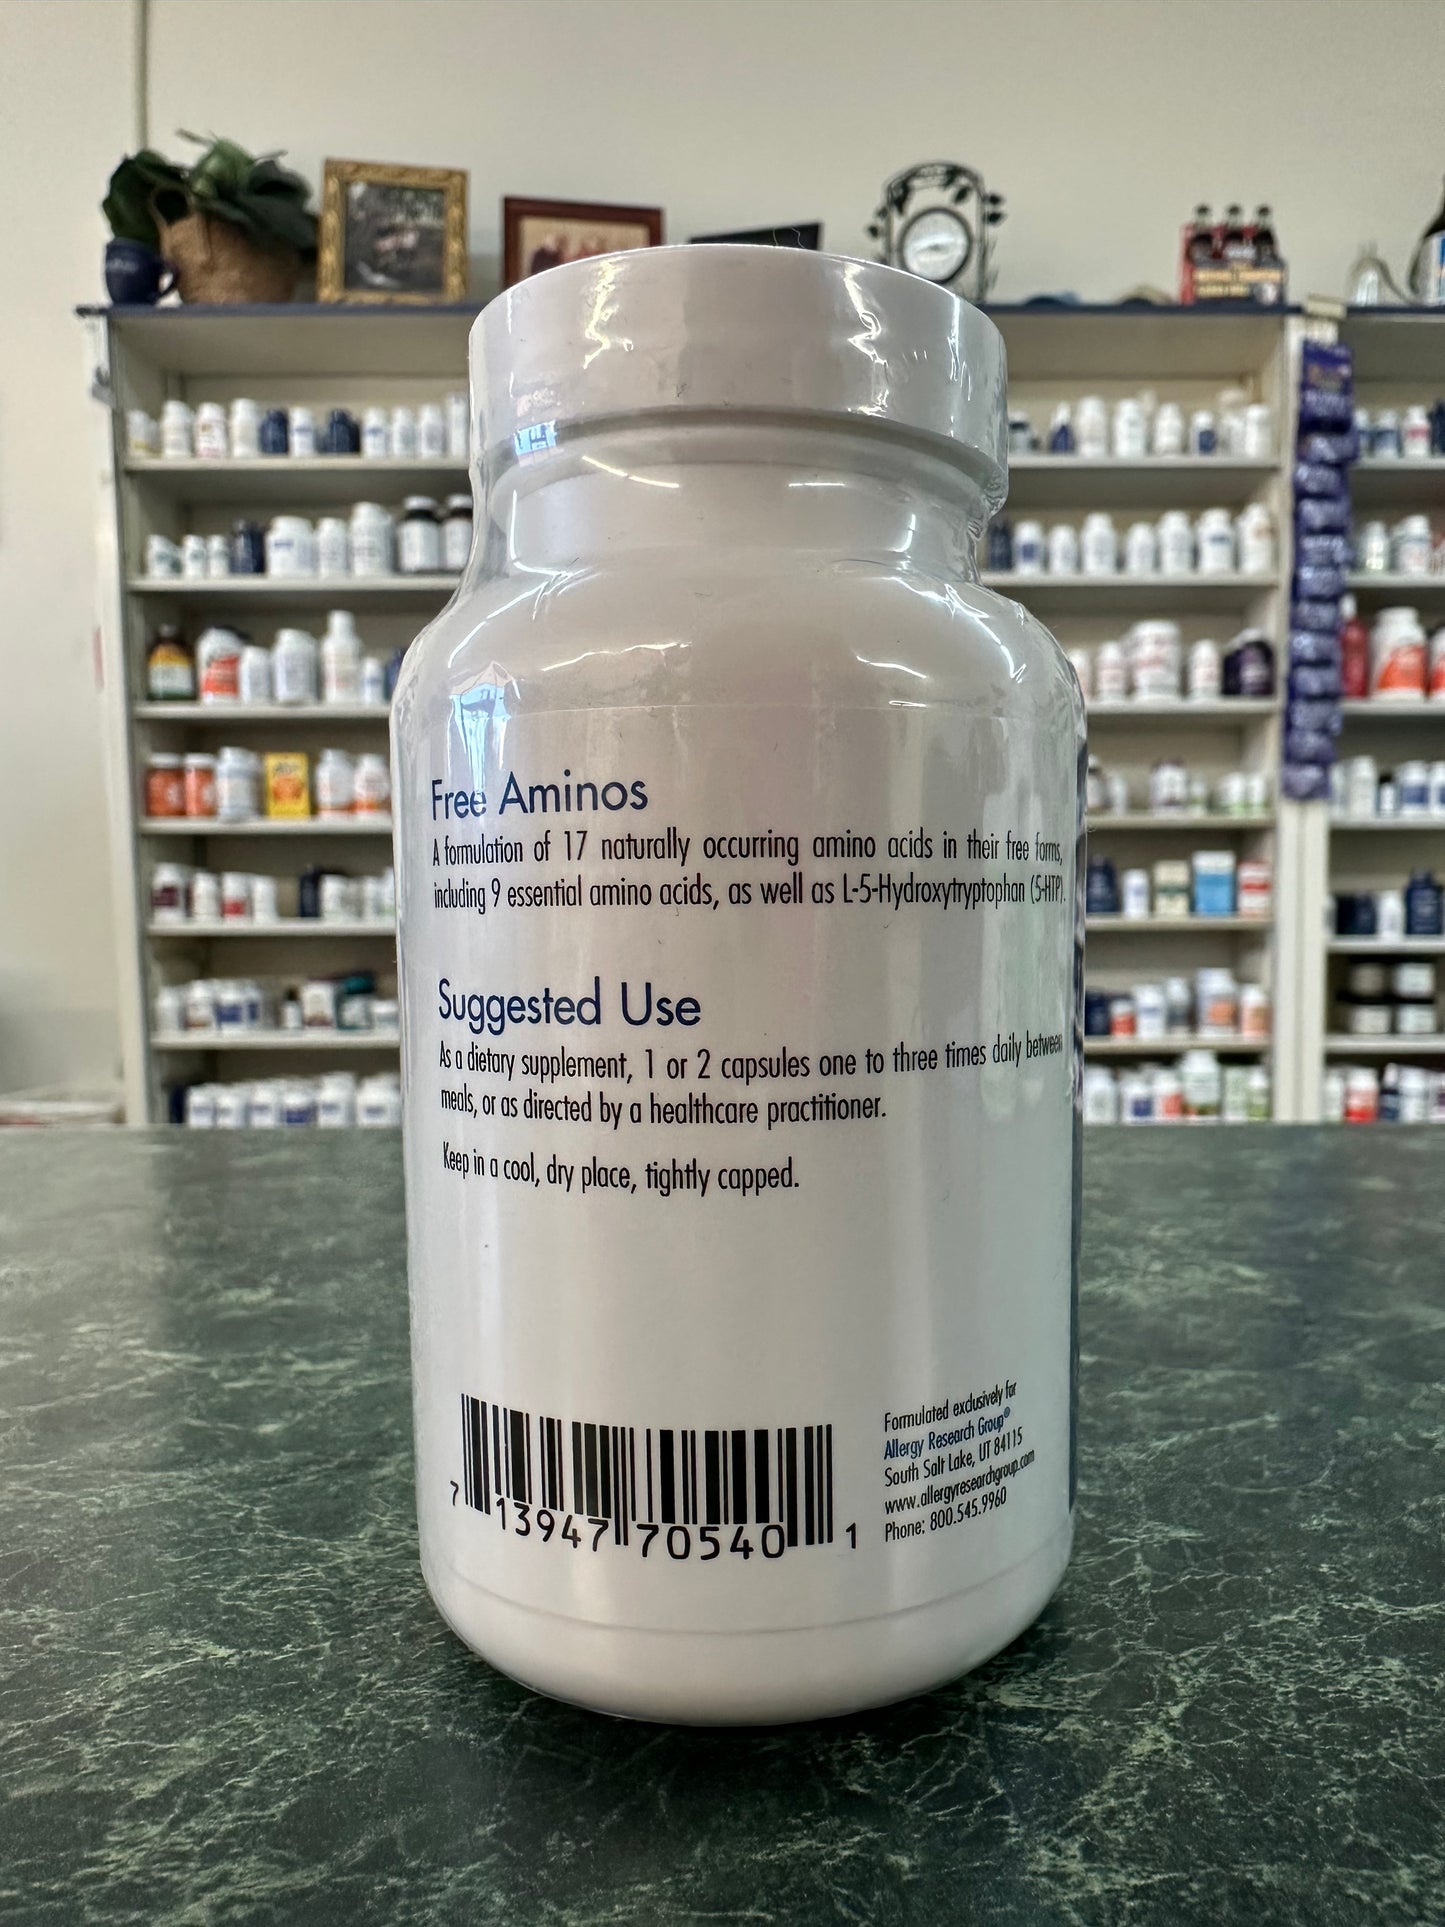 Free Aminos
A formulation of 17 naturally occurring amino acids in their free forms,
including 9 essential amino acids, as well as L-5-Hydroxytryptophan (5-HTP).
Suggested Use
As a dietary supplement, 1 or 2 capsules one to three times daily between
meals, or as directed by a healthcare practitioner.
Keep in a cool, dry place, tightly capped.
7 13947 70540 1
Formulated exclusively for
Allergy Research Group®
South Salt Lake, UT 84115
www.allergyresearchgroup.com
Phone: 800.545.9960